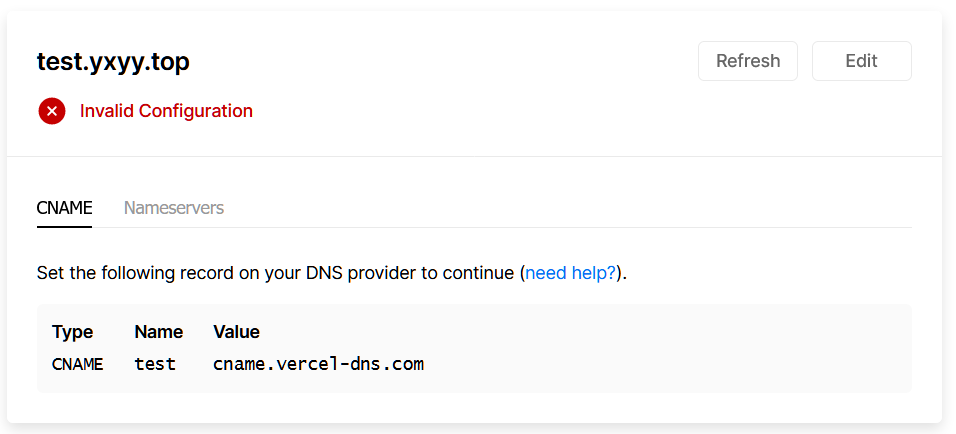 test.yxyy.top
Refresh
Edit
Invalid Configuration
CNAME Nameservers
Set the following record on your DNS provider to continue (need help?).
Type Name Value
CNAME test cname.vercel-dns.com